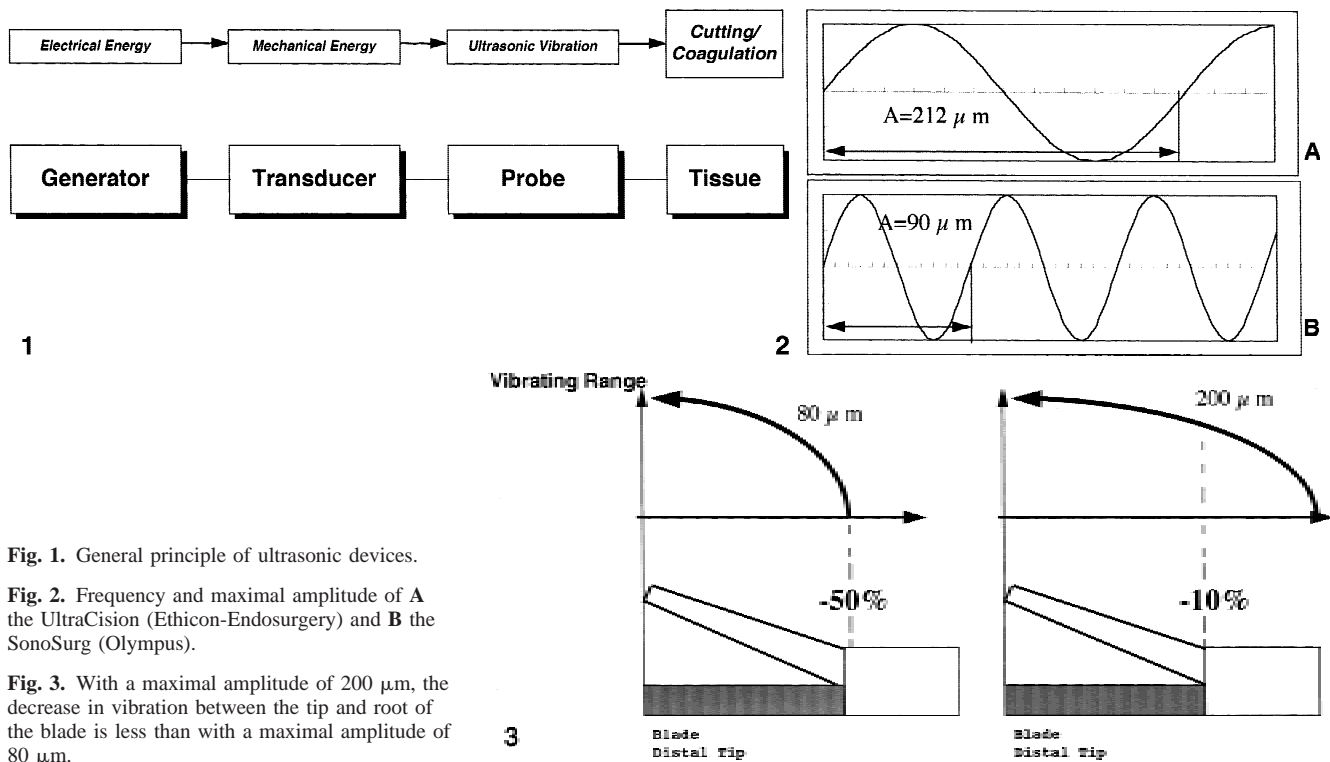 Electrical Energy
Mechanical Energy
Ultrasonic Vibration
Cutting/
Coagulation
Generator
Transducer
Probe
Tissue
1
A=212 μ m
A
A=90 μ m
B
2
Vibrating Range
80 μ m
200 μ m
-50%
-10%
Blade
Distal Tip
Blade
Distal Tip
3
Fig. 1. General principle of ultrasonic devices.
Fig. 2. Frequency and maximal amplitude of A
the UltraCision (Ethicon-Endosurgery) and B the
SonoSurg (Olympus).
Fig. 3. With a maximal amplitude of 200 μm, the
decrease in vibration between the tip and root of
the blade is less than with a maximal amplitude of
80 μm.